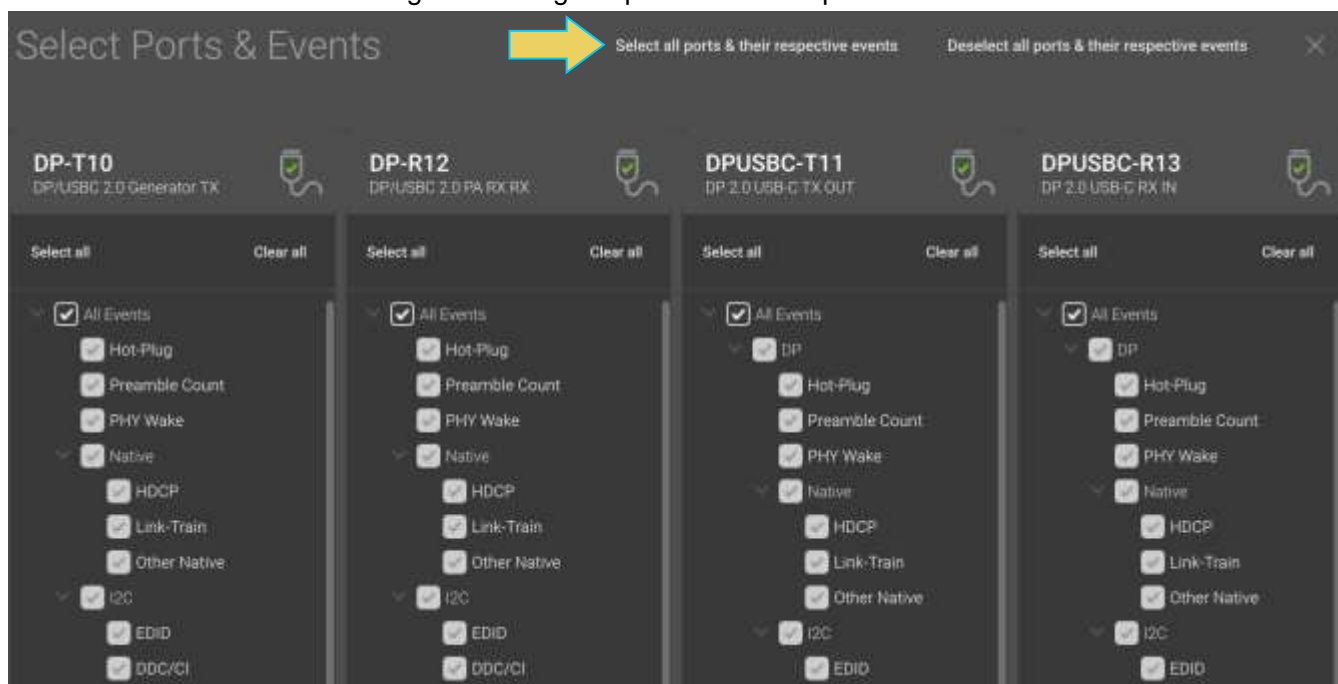 Select Ports & Events
Select all ports & their respective events
Deselect all ports & their respective events
DP-T10
DP/USBC 2.0 Generator TX
Select all Clear all
All Events
Hot-Plug
Preamble Count
PHY Wake
Native
HDCP
Link-Train
Other Native
I2C
EDID
DDC/CI
DP-R12
DP/USBC 2.0 PA RX RX
Select all Clear all
All Events
Hot-Plug
Preamble Count
PHY Wake
Native
HDCP
Link-Train
Other Native
I2C
EDID
DDC/CI
DPUSBC-T11
DP 2.0 USB-C TX OUT
Select all Clear all
All Events
DP
Hot-Plug
Preamble Count
PHY Wake
Native
HDCP
Link-Train
Other Native
I2C
EDID
DPUSBC-R13
DP 2.0 USB-C RX IN
Select all Clear all
All Events
DP
Hot-Plug
Preamble Count
PHY Wake
Native
HDCP
Link-Train
Other Native
I2C
EDID